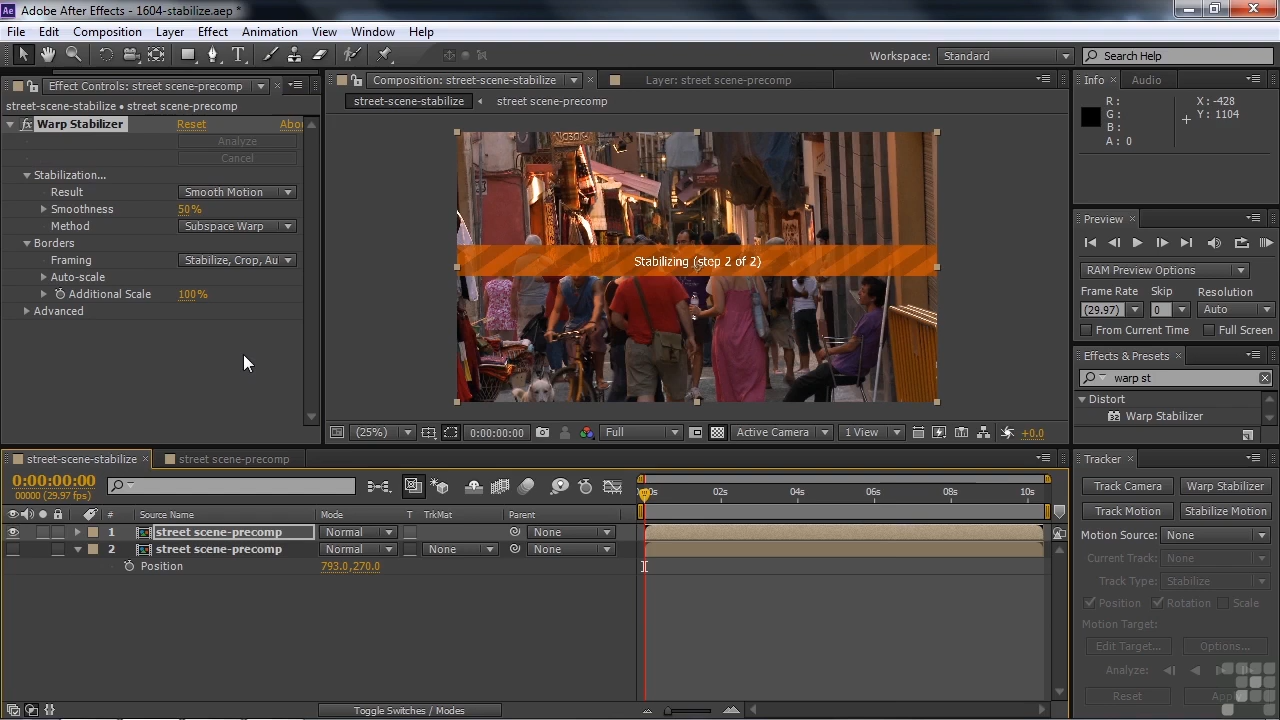 Ae Adobe After Effects - 1604-stabilize.aep *
File Edit Composition Layer Effect Animation View Window Help
Workspace: Standard Search Help
Effect Controls: street scene-precomp
street-scene-stabilize • street scene-precomp
fx Warp Stabilizer Reset Abou
Analyze
Cancel
Stabilization...
Result Smooth Motion
Smoothness 50%
Method Subspace Warp
Borders
Framing Stabilize, Crop, Au
Auto-scale
Additional Scale 100%
Advanced
Composition: street-scene-stabilize Layer: street scene-precomp
street-scene-stabilize street scene-precomp
Stabilizing (step 2 of 2)
(25%) 0:00:00:00 Full Active Camera 1 View +0.0
Info Audio
R: X: -428
G: Y: 1104
B:
A: 0
Preview
RAM Preview Options
Frame Rate Skip Resolution
(29.97) 0 Auto
From Current Time Full Screen
Effects & Presets
warp st
Distort
Warp Stabilizer
street-scene-stabilize street scene-precomp
0:00:00:00
00000 (29.97 fps)
0s 02s 04s 06s 08s 10s
# Source Name Mode T TrkMat Parent
1 street scene-precomp Normal None
2 street scene-precomp Normal None None
Position 793.0,270.0
Toggle Switches / Modes
Tracker
Track Camera Warp Stabilizer
Track Motion Stabilize Motion
Motion Source: None
Current Track: None
Track Type: Stabilize
Position Rotation Scale
Motion Target:
Edit Target... Options...
Analyze:
Reset Apply